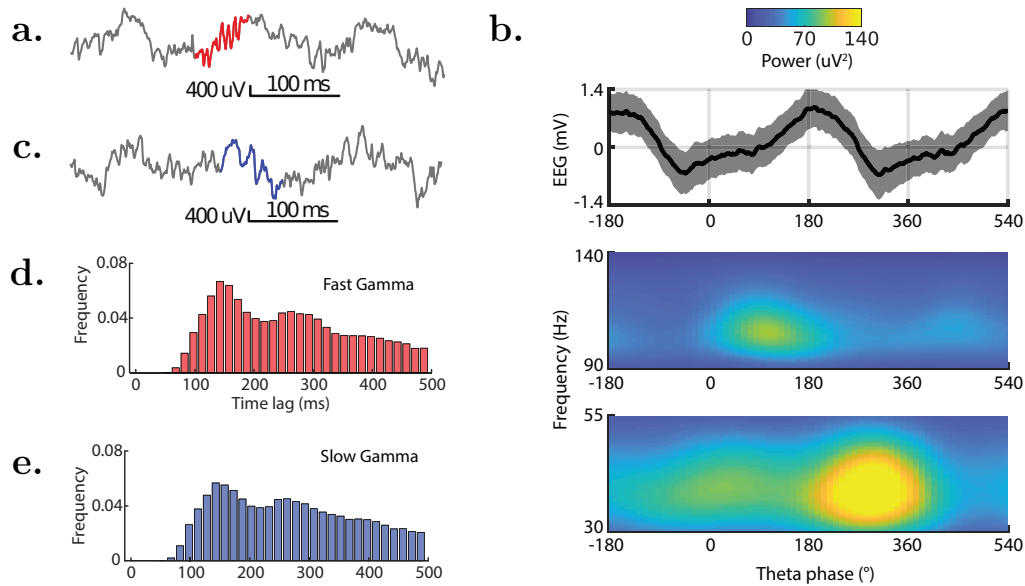 a.
400 uV
100 ms
c.
400 uV
100 ms
d.
Frequency
0.08
0.04
0
Fast Gamma
0
100
200
300
400
500
Time lag (ms)
e.
Frequency
0.08
0.04
0
Slow Gamma
0
100
200
300
400
500
b.
0
70
140
Power (uV²)
EEG (mV)
1.4
0
-1.4
-180
0
180
360
540
Frequency (Hz)
140
90
-180
0
180
360
540
55
30
-180
0
180
360
540
Theta phase (°)